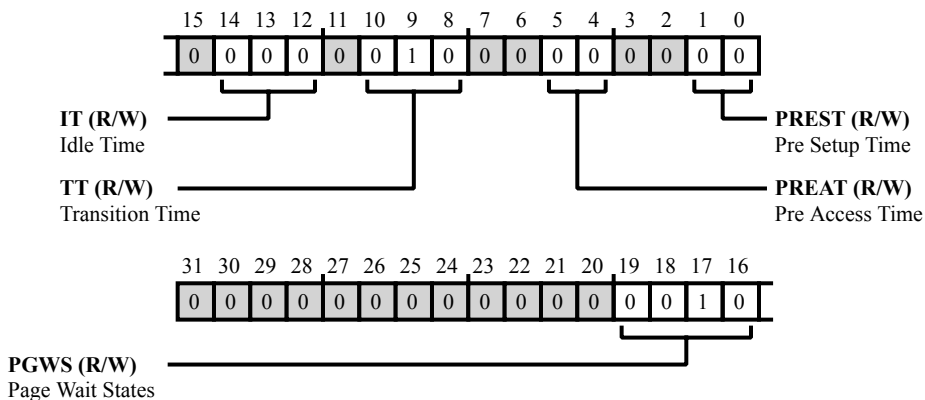 15 14 13 12 11 10 9 8 7 6 5 4 3 2 1 0
0 0 0 0 0 0 1 0 0 0 0 0 0 0 0 0
IT (R/W)
Idle Time
PREST (R/W)
Pre Setup Time
TT (R/W)
Transition Time
PREAT (R/W)
Pre Access Time
31 30 29 28 27 26 25 24 23 22 21 20 19 18 17 16
0 0 0 0 0 0 0 0 0 0 0 0 0 0 1 0
PGWS (R/W)
Page Wait States